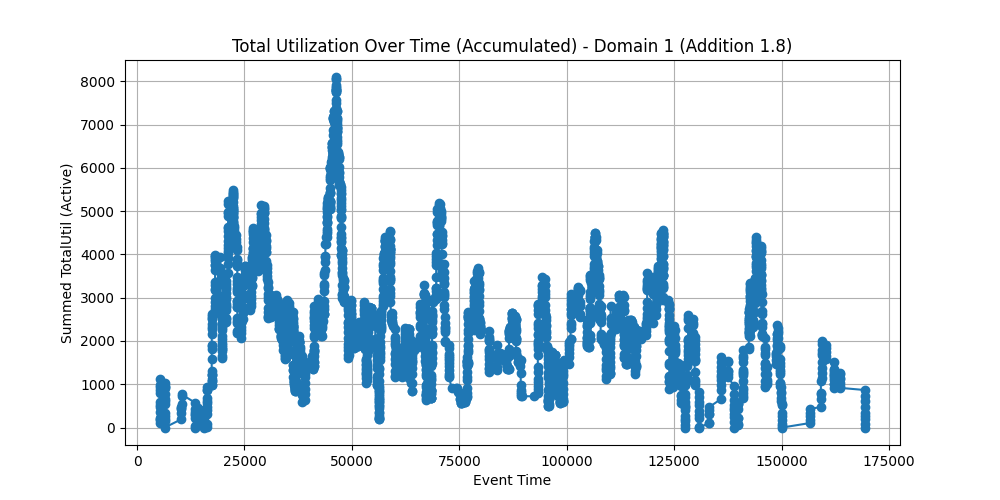 Total Utilization Over Time (Accumulated) - Domain 1 (Addition 1.8)
8000
7000
6000
5000
4000
3000
2000
1000
0
Summed TotalUtil (Active)
0 25000 50000 75000 100000 125000 150000 175000
Event Time